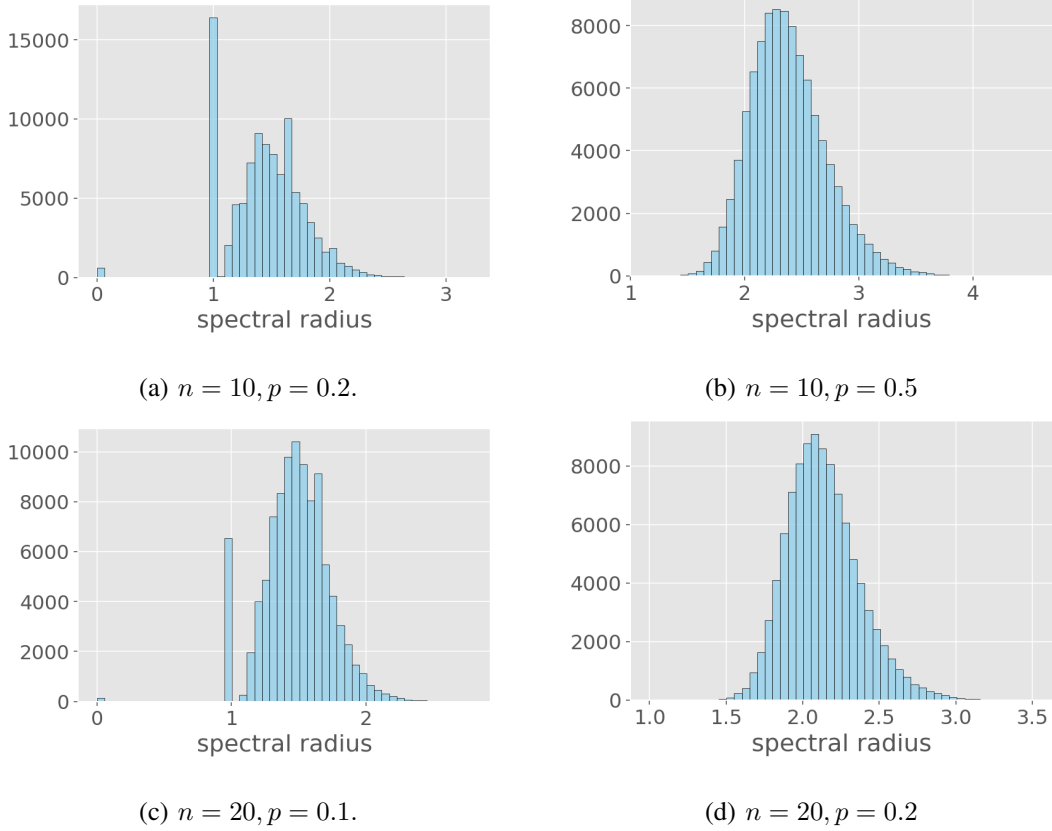 15000
10000
5000
0
0 1 2 3
spectral radius
8000
6000
4000
2000
0
1 2 3 4
spectral radius
(a) n = 10, p = 0.2.
(b) n = 10, p = 0.5
10000
8000
6000
4000
2000
0
0 1 2
spectral radius
8000
6000
4000
2000
0
1.0 1.5 2.0 2.5 3.0 3.5
spectral radius
(c) n = 20, p = 0.1.
(d) n = 20, p = 0.2